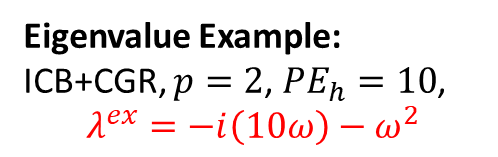 Eigenvalue Example:
ICB+CGR, p = 2, PE_h = 10,
λ^{ex} = −i(10ω) − ω^2